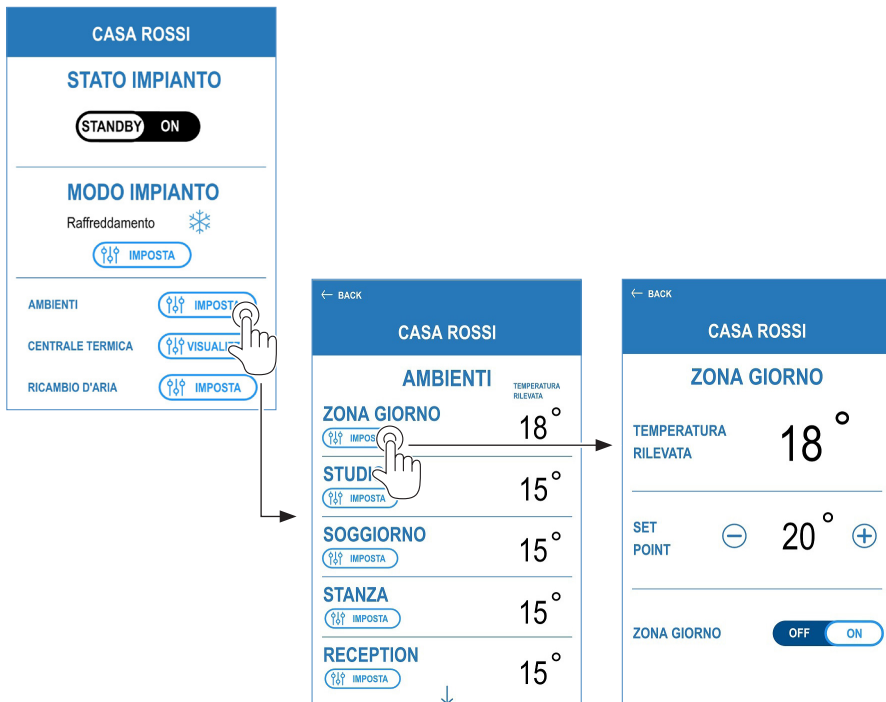 CASA ROSSI
STATO IMPIANTO
STANDBY ON
MODO IMPIANTO
Raffreddamento
IMPOSTA
AMBIENTI IMPOSTA
CENTRALE TERMICA VISUALIZZ
RICAMBIO D'ARIA IMPOSTA
← BACK
CASA ROSSI
AMBIENTI TEMPERATURA
RILEVATA
ZONA GIORNO 18°
IMPOS
STUDI 15°
IMPOSTA
SOGGIORNO 15°
IMPOSTA
STANZA 15°
IMPOSTA
RECEPTION 15°
IMPOSTA
← BACK
CASA ROSSI
ZONA GIORNO
TEMPERATURA
RILEVATA 18°
SET
POINT 20°
ZONA GIORNO OFF ON